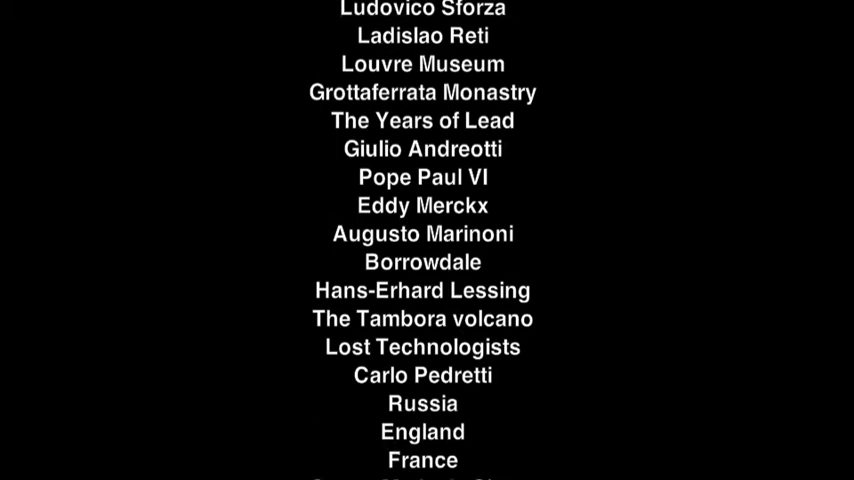 Ludovico Sforza
Ladislao Reti
Louvre Museum
Grottaferrata Monastry
The Years of Lead
Giulio Andreotti
Pope Paul VI
Eddy Merckx
Augusto Marinoni
Borrowdale
Hans-Erhard Lessing
The Tambora volcano
Lost Technologists
Carlo Pedretti
Russia
England
France